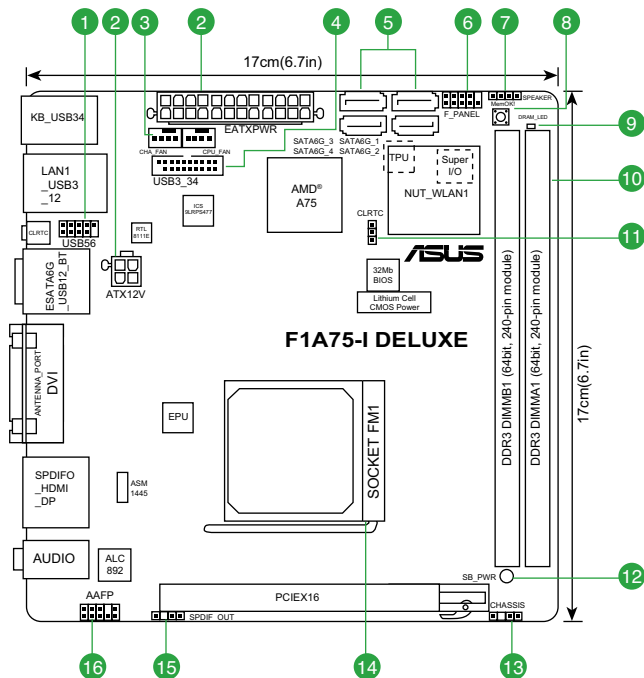 1
2
3
2
4
5
6
7
8
17cm(6.7in)
KB_USB34
EATXPWR
CHA_FAN
CPU_FAN
USB3_34
SATA6G_3
SATA6G_1
SATA6G_4
SATA6G_2
F_PANEL
SPEAKER
MemOK!
DRAM_LED
9
10
LAN1
_USB3
_12
CLRTC
USB56
RTL
8111E
ICS
9LRPS477
AMD®
A75
TPU
Super
I/O
NUT_WLAN1
CLRTC
11
ESATA6G
_USB12_BT
ATX12V
ASUS
32Mb
BIOS
Lithium Cell
CMOS Power
F1A75-I DELUXE
ANTENNA_PORT
DVI
EPU
SOCKET FM1
DDR3 DIMMB1 (64bit, 240-pin module)
DDR3 DIMMA1 (64bit, 240-pin module)
17cm(6.7in)
SPDIFO
_HDMI
_DP
ASM
1445
AUDIO
ALC
892
SB_PWR
12
AAFP
PCIEX16
SPDIF_OUT
CHASSIS
16
15
14
13